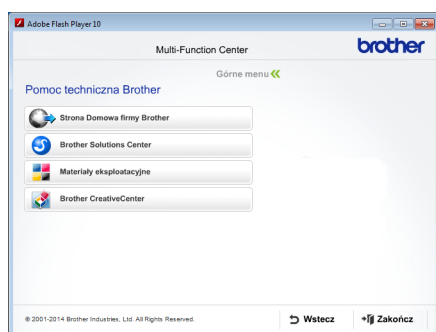 Adobe Flash Player 10
Multi-Function Center
brother
Górne menu
Pomoc techniczna Brother
Strona Domowa firmy Brother
Brother Solutions Center
Materiały eksploatacyjne
Brother CreativeCenter
© 2001-2014 Brother Industries, Ltd. All Rights Reserved.
Wstecz
Zakończ